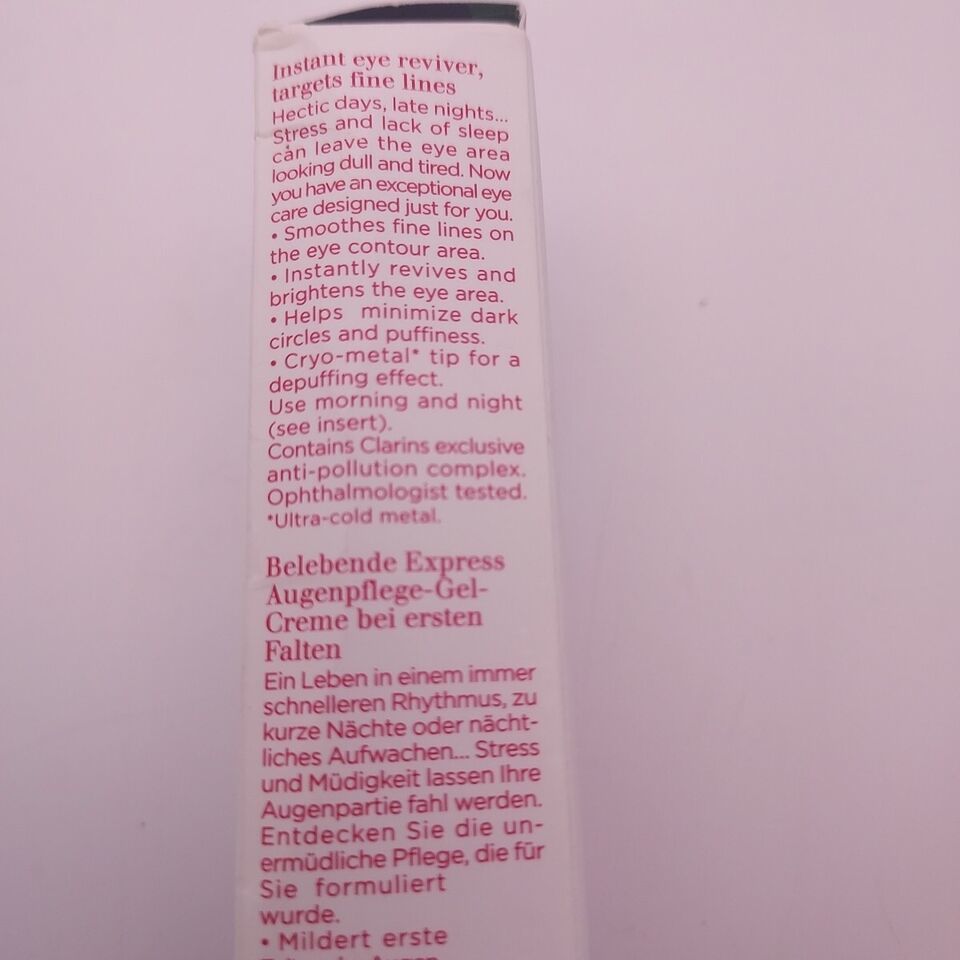 Instant eye reviver,
targets fine lines
Hectic days, late nights...
Stress and lack of sleep
can leave the eye area
looking dull and tired. Now
you have an exceptional eye
care designed just for you.
• Smoothes fine lines on
the eye contour area.
• Instantly revives and
brightens the eye area.
• Helps minimize dark
circles and puffiness.
• Cryo-metal* tip for a
depuffing effect.
Use morning and night
(see insert).
Contains Clarins exclusive
anti-pollution complex.
Ophthalmologist tested.
*Ultra-cold metal.
Belebende Express
Augenpflege-Gel-
Creme bei ersten
Falten
Ein Leben in einem immer
schnelleren Rhythmus, zu
kurze Nächte oder nächt-
liches Aufwachen... Stress
und Müdigkeit lassen Ihre
Augenpartie fahl werden.
Entdecken Sie die un-
ermüdliche Pflege, die für
Sie formuliert
wurde.
• Mildert erste